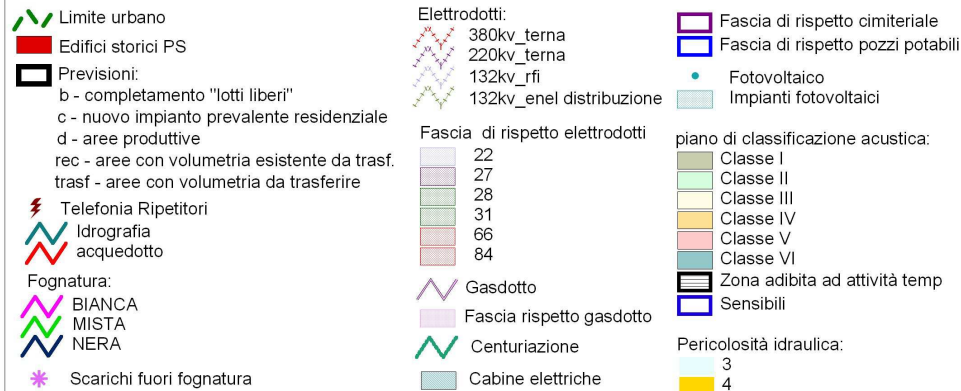 Limite urbano
Edifici storici PS
Previsioni:
b - completamento "lotti liberi"
c - nuovo impianto prevalente residenziale
d - aree produttive
rec - aree con volumetria esistente da trasf.
trasf - aree con volumetria da trasferire
Telefonia Ripetitori
Idrografia
acquedotto
Fognatura:
BIANCA
MISTA
NERA
Scarichi fuori fognatura
Elettrodotti:
380kv_terna
220kv_terna
132kv_rfi
132kv_enel distribuzione
Fascia di rispetto elettrodotti
22
27
28
31
66
84
Gasdotto
Fascia rispetto gasdotto
Centuriazione
Cabine elettriche
Fascia di rispetto cimiteriale
Fascia di rispetto pozzi potabili
Fotovoltaico
Impianti fotovoltaici
piano di classificazione acustica:
Classe I
Classe II
Classe III
Classe IV
Classe V
Classe VI
Zona adibita ad attività temp
Sensibili
Pericolosità idraulica:
3
4